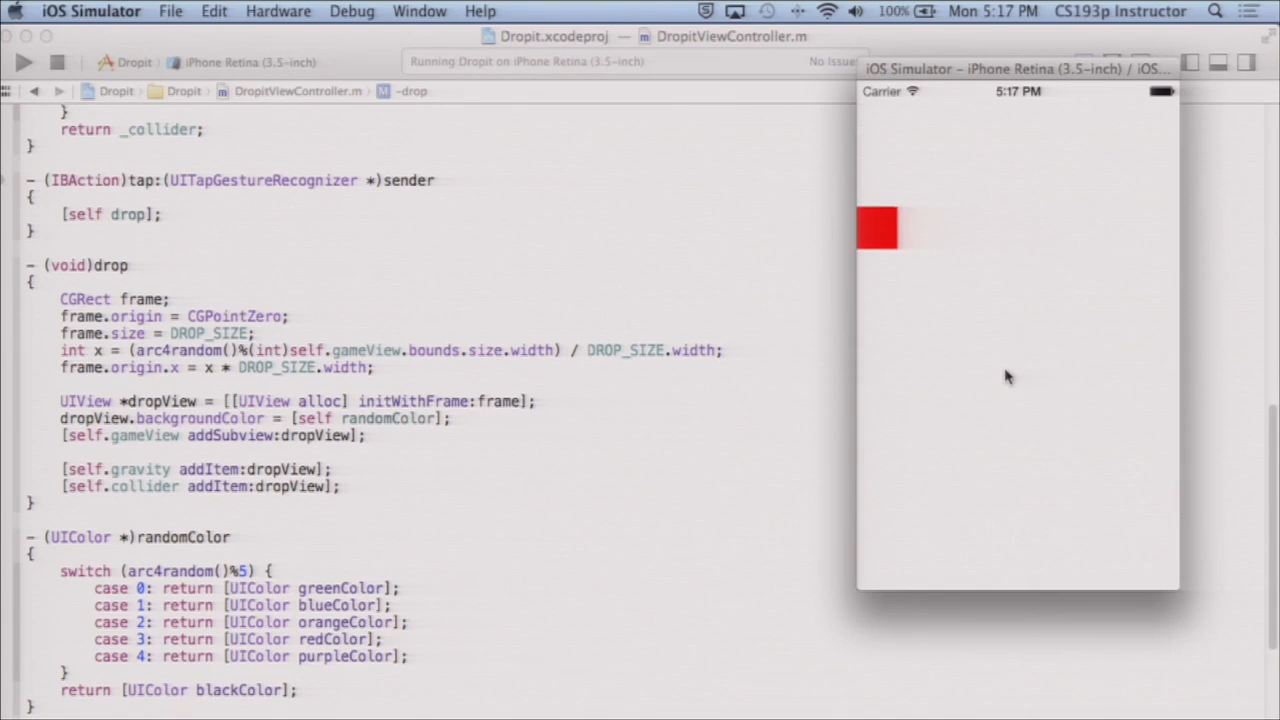 iOS Simulator File Edit Hardware Debug Window Help 100% Mon 5:17 PM CS193p Instructor
Dropit.xcodeproj — DropitViewController.m
Dropit iPhone Retina (3.5-inch) Running Dropit on iPhone Retina (3.5-inch) No Issue
iOS Simulator – iPhone Retina (3.5-inch) / iOS...
Dropit Dropit DropitViewController.m -drop
Carrier 5:17 PM
}
return _collider;
}
- (IBAction)tap:(UITapGestureRecognizer *)sender
{
[self drop];
}
- (void)drop
{
CGRect frame;
frame.origin = CGPointZero;
frame.size = DROP_SIZE;
int x = (arc4random()%(int)self.gameView.bounds.size.width) / DROP_SIZE.width;
frame.origin.x = x * DROP_SIZE.width;
UIView *dropView = [[UIView alloc] initWithFrame:frame];
dropView.backgroundColor = [self randomColor];
[self.gameView addSubview:dropView];
[self.gravity addItem:dropView];
[self.collider addItem:dropView];
}
- (UIColor *)randomColor
{
switch (arc4random()%5) {
case 0: return [UIColor greenColor];
case 1: return [UIColor blueColor];
case 2: return [UIColor orangeColor];
case 3: return [UIColor redColor];
case 4: return [UIColor purpleColor];
}
return [UIColor blackColor];
}